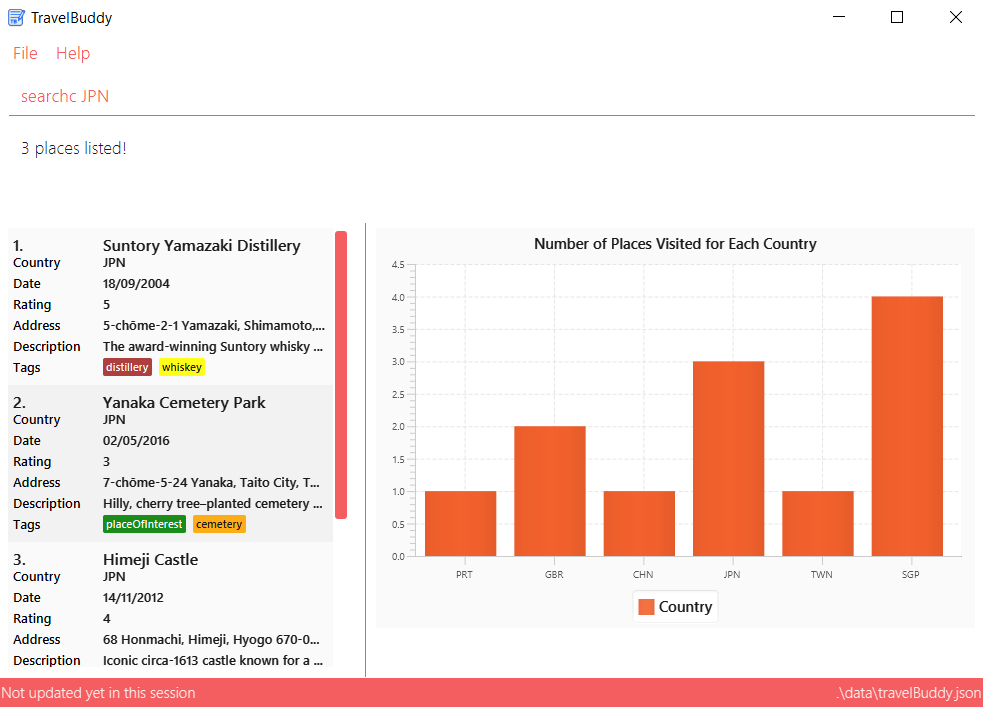 TravelBuddy
File Help
searchc JPN
3 places listed!
1. Suntory Yamazaki Distillery
Country JPN
Date 18/09/2004
Rating 5
Address 5-chōme-2-1 Yamazaki, Shimamoto,...
Description The award-winning Suntory whisky ...
Tags distillery whiskey
2. Yanaka Cemetery Park
Country JPN
Date 02/05/2016
Rating 3
Address 7-chōme-5-24 Yanaka, Taito City, T...
Description Hilly, cherry tree–planted cemetery ...
Tags placeOfInterest cemetery
3. Himeji Castle
Country JPN
Date 14/11/2012
Rating 4
Address 68 Honmachi, Himeji, Hyogo 670-0...
Description Iconic circa-1613 castle known for a ...
Number of Places Visited for Each Country
4.5
4.0
3.5
3.0
2.5
2.0
1.5
1.0
0.5
0.0
PRT GBR CHN JPN TWN SGP
Country
Not updated yet in this session
.\data\travelBuddy.json